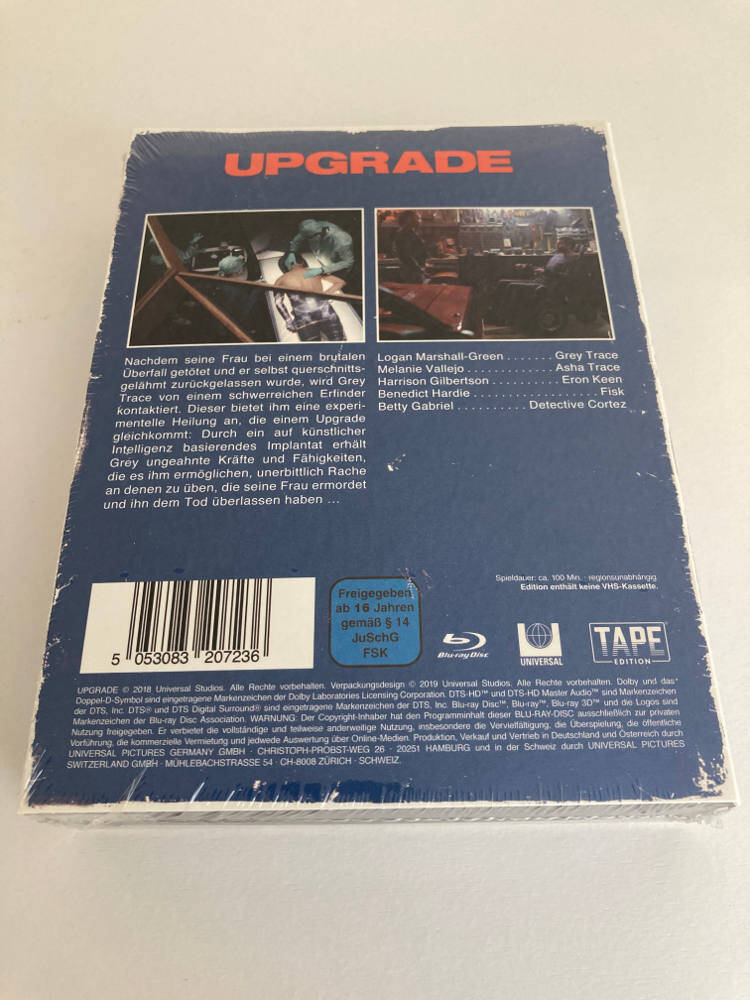 UPGRADE
Nachdem seine Frau bei einem brutalen
Überfall getötet und er selbst querschnitts-
gelähmt zurückgelassen wurde, wird Grey
Trace von einem schwerreichen Erfinder
kontaktiert. Dieser bietet ihm eine experi-
mentelle Heilung an, die einem Upgrade
gleichkommt: Durch ein auf künstlicher
Intelligenz basierendes Implantat erhält
Grey ungeahnte Kräfte und Fähigkeiten,
die es ihm ermöglichen, unerbittlich Rache
an denen zu üben, die seine Frau ermordet
und ihn dem Tod überlassen haben ...
Logan Marshall-Green . . . . . . . Grey Trace
Melanie Vallejo . . . . . . . . . . . . . Asha Trace
Harrison Gilbertson . . . . . . . . . . Eron Keen
Benedict Hardie . . . . . . . . . . . . . . . . . . Fisk
Betty Gabriel . . . . . . . . . . Detective Cortez
Spieldauer: ca. 100 Min. · regionsunabhängig
Edition enthält keine VHS-Kassette.
5 053083 207236
Freigegeben
ab 16 Jahren
gemäß § 14
JuSchG
FSK
Blu-ray Disc
UNIVERSAL
TAPE
EDITION
UPGRADE © 2018 Universal Studios. Alle Rechte vorbehalten. Verpackungsdesign © 2019 Universal Studios. Alle Rechte vorbehalten. Dolby und das
Doppel-D-Symbol sind eingetragene Markenzeichen der Dolby Laboratories Licensing Corporation. DTS-HD™ und DTS-HD Master Audio™ sind Markenzeichen
der DTS, Inc. DTS® und DTS Digital Surround® sind eingetragene Markenzeichen der DTS, Inc. Blu-ray Disc™, Blu-ray™, Blu-ray 3D™ und die Logos sind
Markenzeichen der Blu-ray Disc Association. WARNUNG: Der Copyright-Inhaber hat den Programminhalt dieser BLU-RAY-DISC ausschließlich zur privaten
Nutzung freigegeben. Er verbietet die vollständige und teilweise anderweitige Nutzung, insbesondere die Vervielfältigung, die Überspielung, die öffentliche
Vorführung, die kommerzielle Vermietung und jedwede Auswertung über Online-Medien. Produktion, Verkauf und Vertrieb in Deutschland und Österreich durch
UNIVERSAL PICTURES GERMANY GMBH · CHRISTOPH-PROBST-WEG 26 · 20251 HAMBURG und in der Schweiz durch UNIVERSAL PICTURES
SWITZERLAND GMBH · MÜHLEBACHSTRASSE 54 · CH-8008 ZÜRICH · SCHWEIZ.